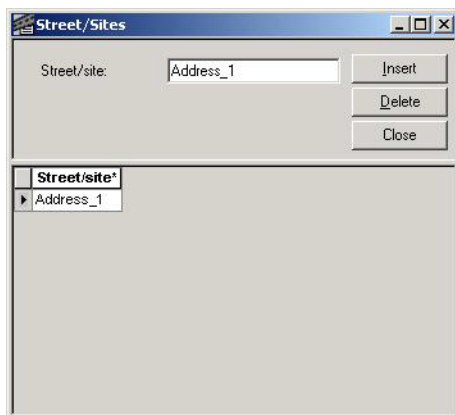 Street/Sites
Street/site: Address_1 Insert
Delete
Close
Street/site*
Address_1